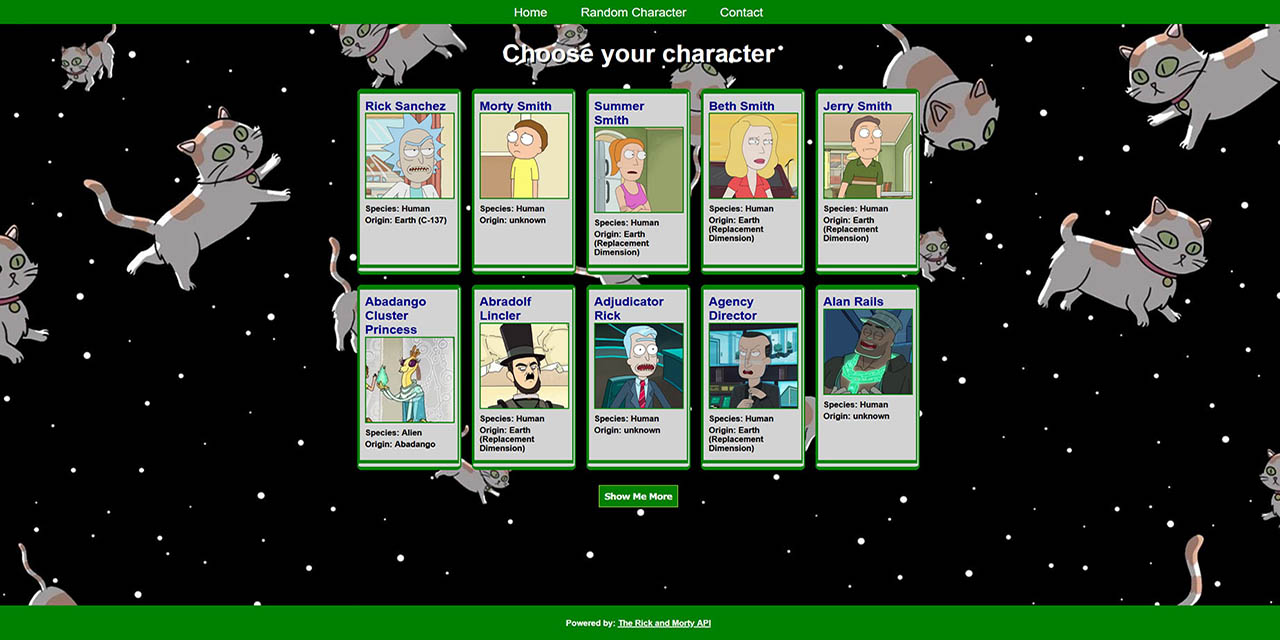 Home Random Character Contact
Choose your character
Rick Sanchez
Species: Human
Origin: Earth (C-137)
Morty Smith
Species: Human
Origin: unknown
Summer
Smith
Species: Human
Origin: Earth
(Replacement
Dimension)
Beth Smith
Species: Human
Origin: Earth
(Replacement
Dimension)
Jerry Smith
Species: Human
Origin: Earth
(Replacement
Dimension)
Abadango
Cluster
Princess
Species: Alien
Origin: Abadango
Abradolf
Lincler
Species: Human
Origin: Earth
(Replacement
Dimension)
Adjudicator
Rick
Species: Human
Origin: unknown
Agency
Director
Species: Human
Origin: Earth
(Replacement
Dimension)
Alan Rails
Species: Human
Origin: unknown
Show Me More
Powered by: The Rick and Morty API